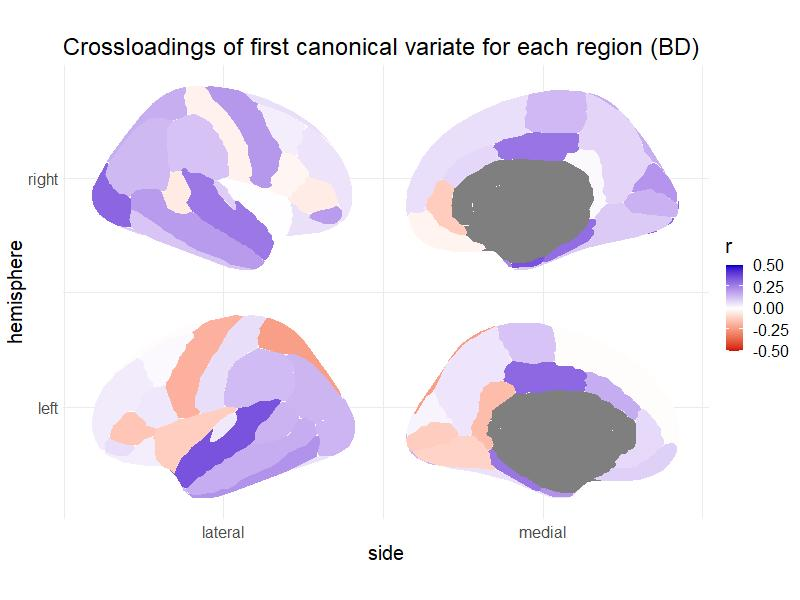 Crossloadings of first canonical variate for each region (BD)
right
left
hemisphere
lateral
medial
side
r
0.50
0.25
0.00
-0.25
-0.50